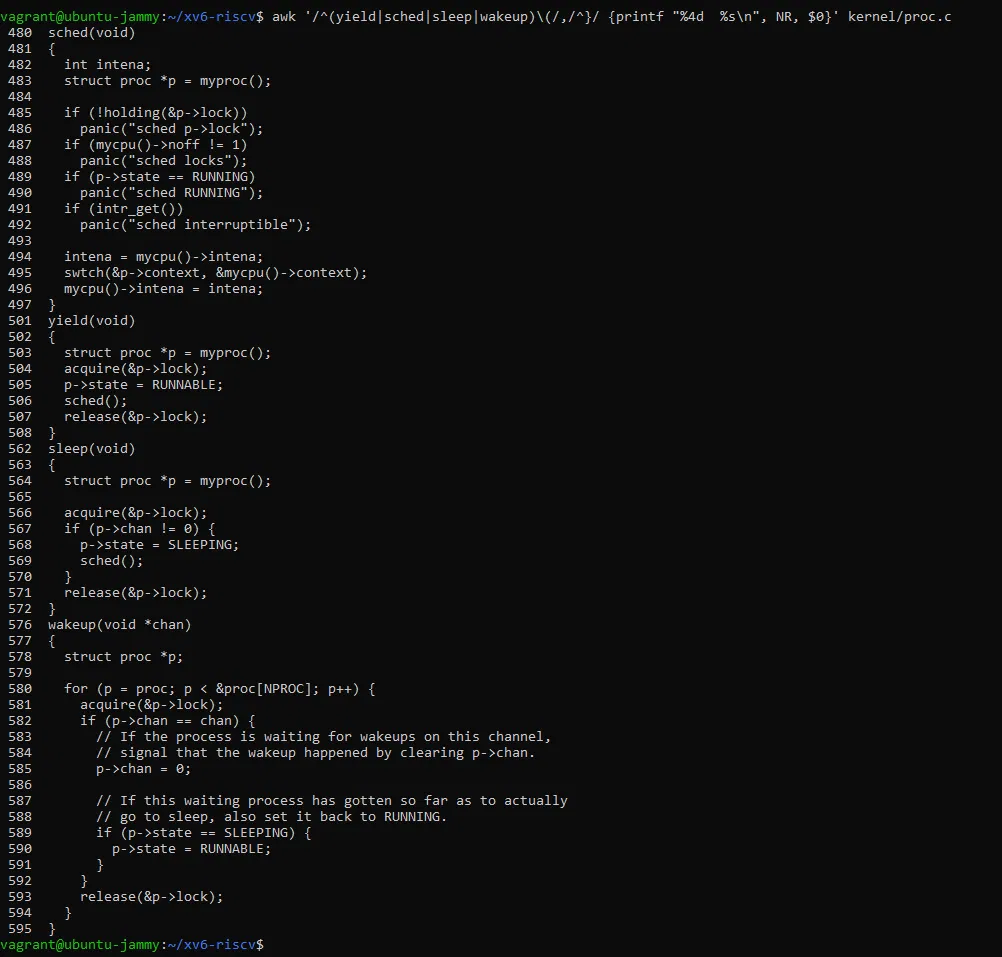 vagrant@ubuntu-jammy:~/xv6-riscv$ awk '/^(yield|sched|sleep|wakeup)\(/,/^}/ {printf "%4d  %s\n", NR, $0}' kernel/proc.c
 480  sched(void)
 481  {
 482    int intena;
 483    struct proc *p = myproc();
 484
 485    if (!holding(&p->lock))
 486      panic("sched p->lock");
 487    if (mycpu()->noff != 1)
 488      panic("sched locks");
 489    if (p->state == RUNNING)
 490      panic("sched RUNNING");
 491    if (intr_get())
 492      panic("sched interruptible");
 493
 494    intena = mycpu()->intena;
 495    swtch(&p->context, &mycpu()->context);
 496    mycpu()->intena = intena;
 497  }
 501  yield(void)
 502  {
 503    struct proc *p = myproc();
 504    acquire(&p->lock);
 505    p->state = RUNNABLE;
 506    sched();
 507    release(&p->lock);
 508  }
 562  sleep(void)
 563  {
 564    struct proc *p = myproc();
 565
 566    acquire(&p->lock);
 567    if (p->chan != 0) {
 568      p->state = SLEEPING;
 569      sched();
 570    }
 571    release(&p->lock);
 572  }
 576  wakeup(void *chan)
 577  {
 578    struct proc *p;
 579
 580    for (p = proc; p < &proc[NPROC]; p++) {
 581      acquire(&p->lock);
 582      if (p->chan == chan) {
 583        // If the process is waiting for wakeups on this channel,
 584        // signal that the wakeup happened by clearing p->chan.
 585        p->chan = 0;
 586
 587        // If this waiting process has gotten so far as to actually
 588        // go to sleep, also set it back to RUNNING.
 589        if (p->state == SLEEPING) {
 590          p->state = RUNNABLE;
 591        }
 592      }
 593      release(&p->lock);
 594    }
 595  }
vagrant@ubuntu-jammy:~/xv6-riscv$